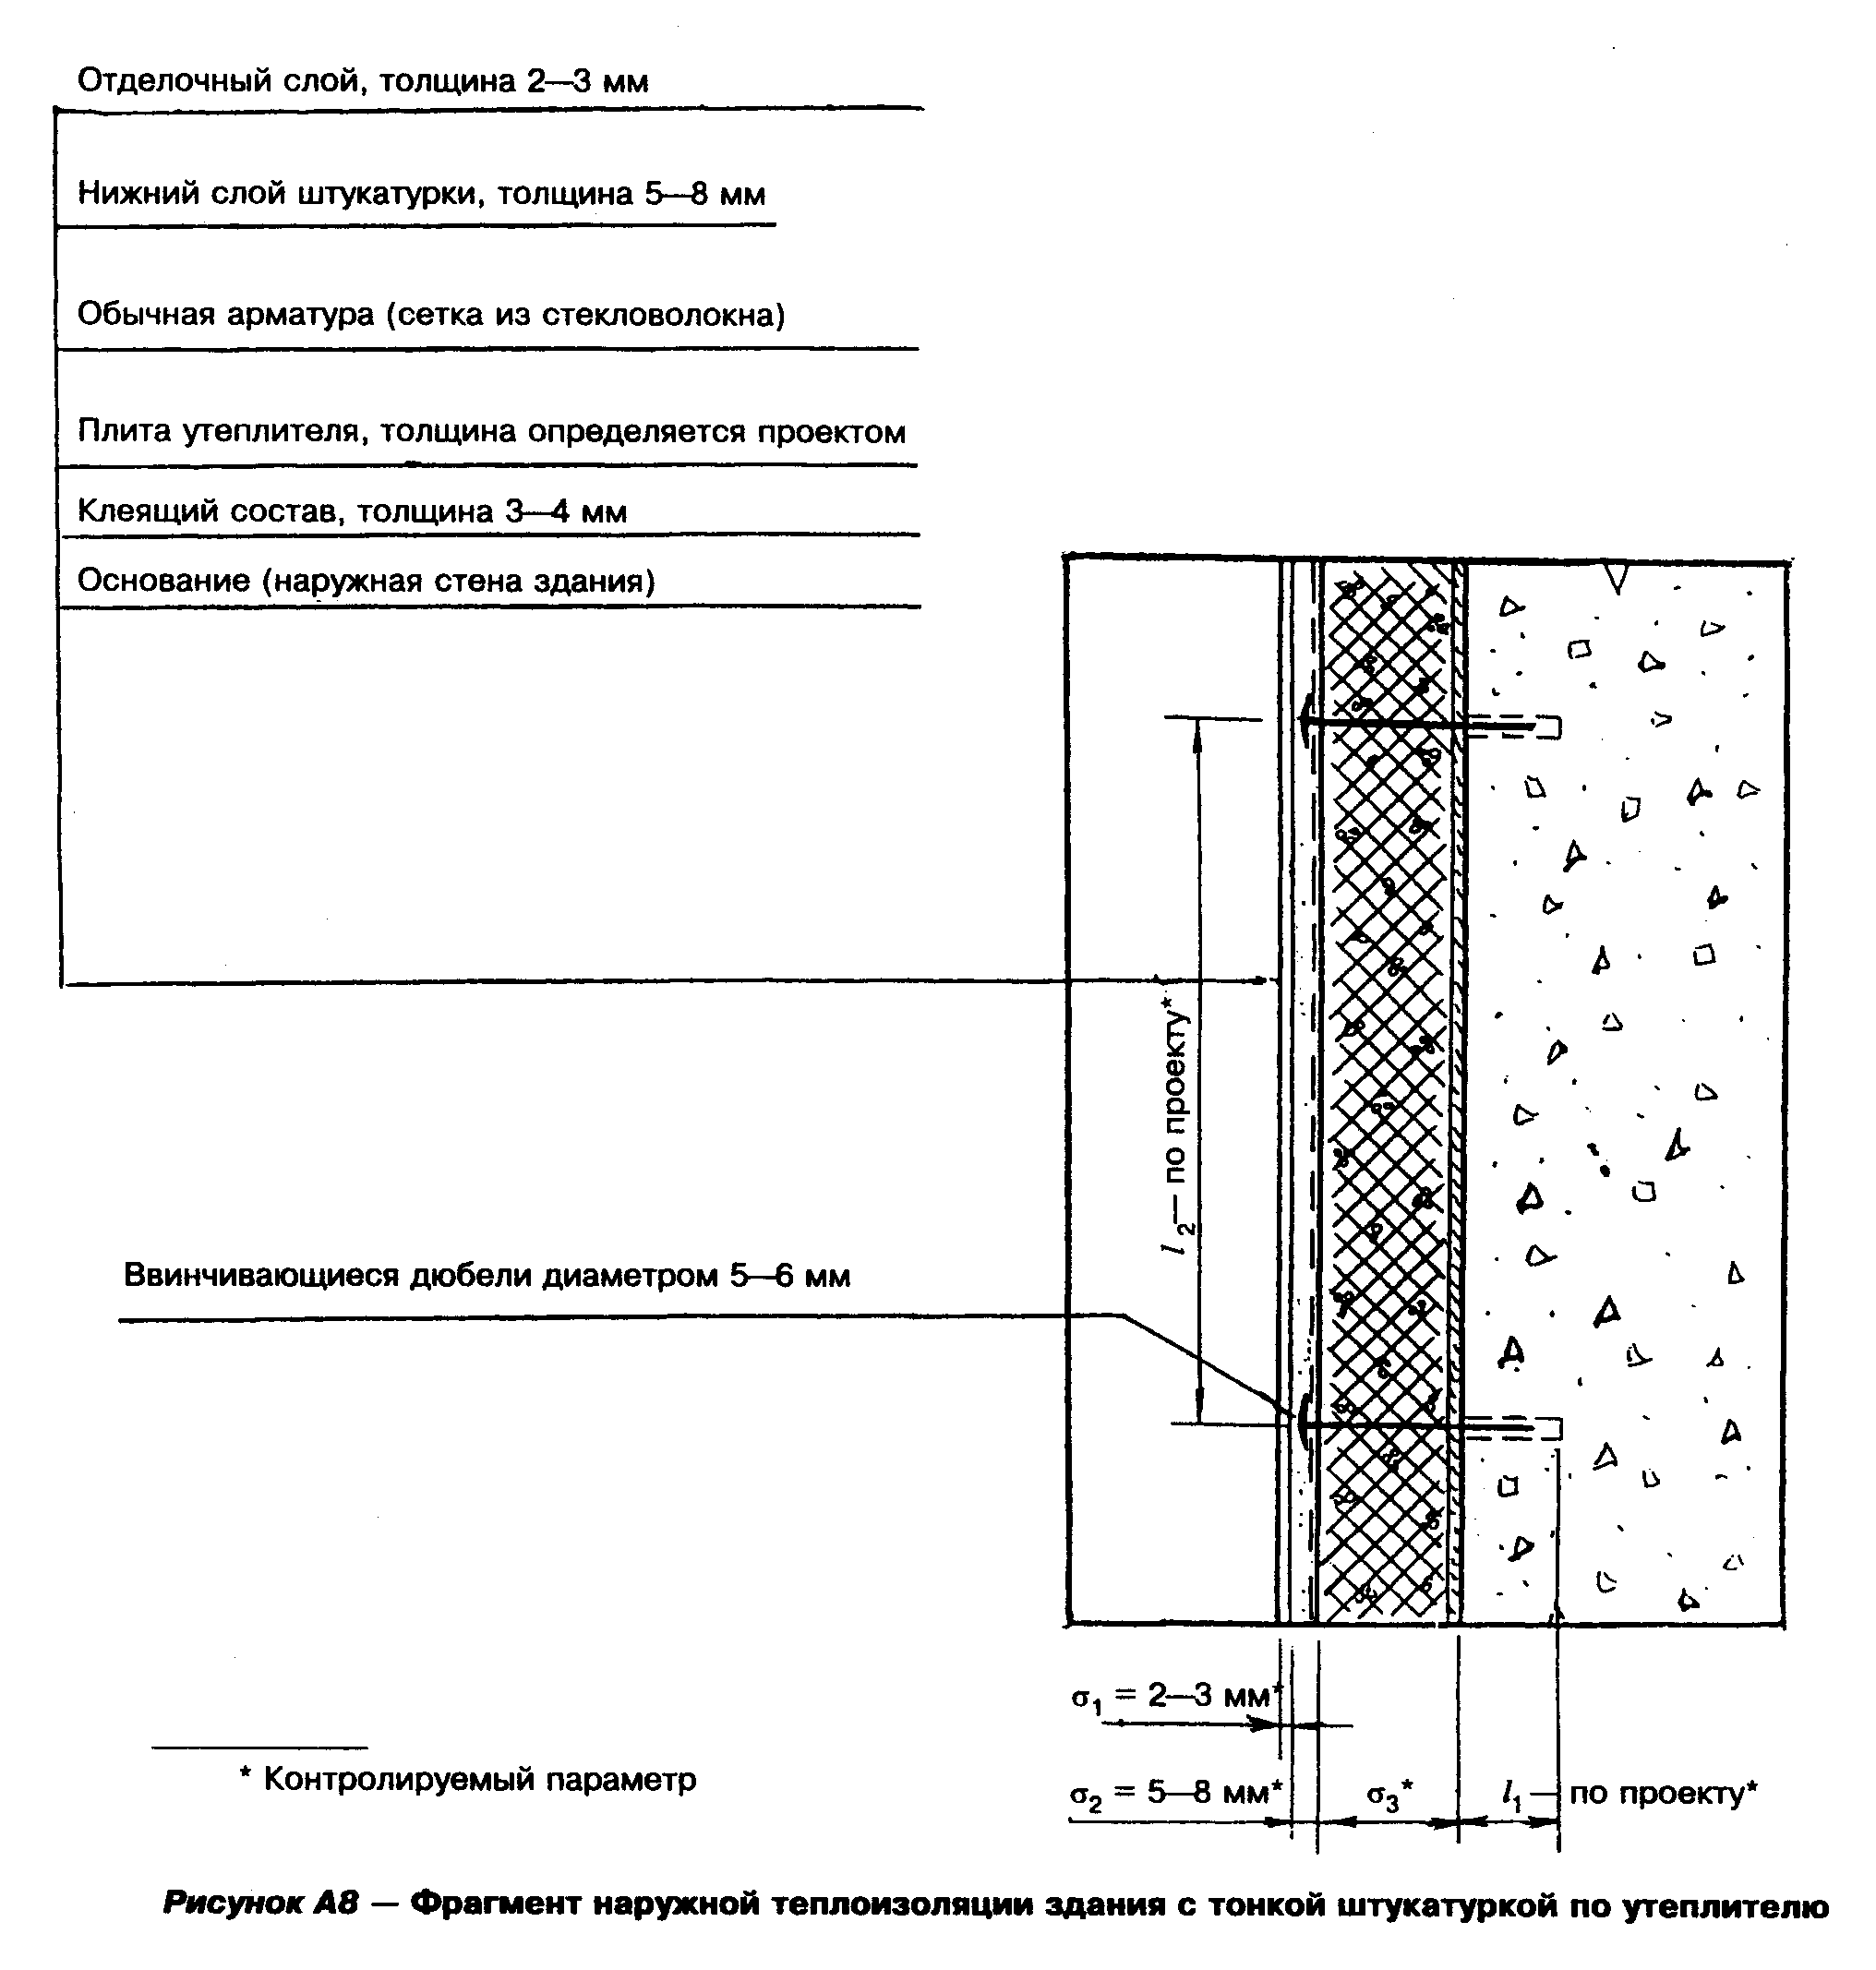 Отделочный слой, толщина 2—3 мм
Нижний слой штукатурки, толщина 5—8 мм
Обычная арматура (сетка из стекловолокна)
Плита утеплителя, толщина определяется проектом
Клеящий состав, толщина 3—4 мм
Основание (наружная стена здания)
l2— по проекту*
Ввинчивающиеся дюбели диаметром 5—6 мм
σ1 = 2—3 мм*
* Контролируемый параметр
σ2 = 5—8 мм*
σ3*
l1— по проекту*
Рисунок А8 — Фрагмент наружной теплоизоляции здания с тонкой штукатуркой по утеплителю